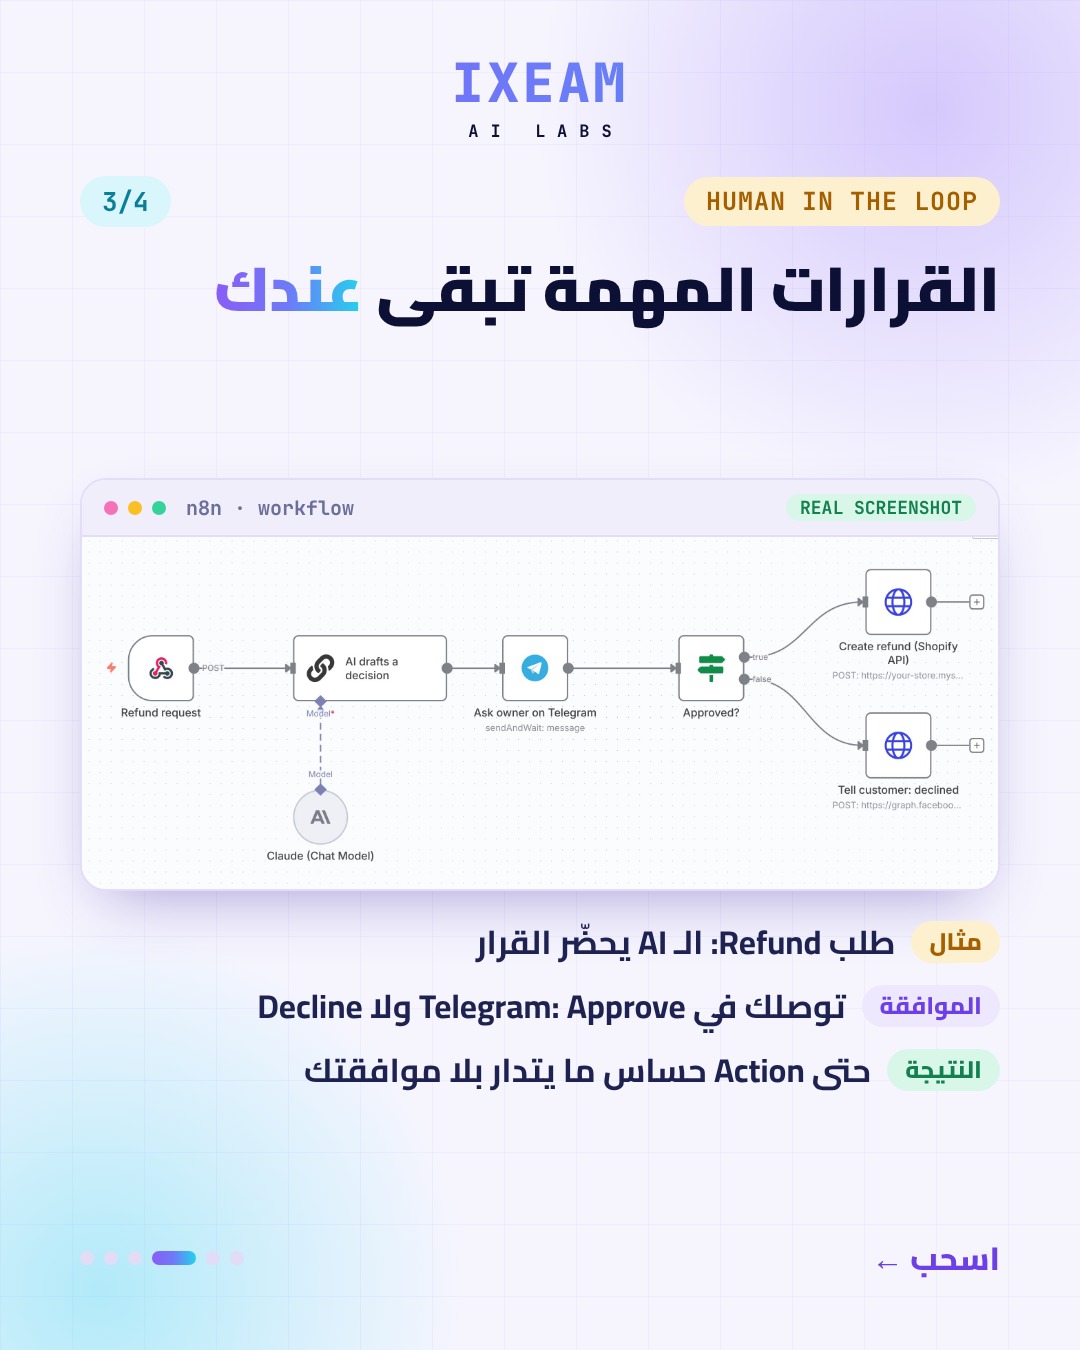 IXEAM
AI LABS
HUMAN IN THE LOOP
3/4
القرارات المهمة تبقى عندك
n8n · workflow
REAL SCREENSHOT
Refund request
POST
AI drafts a
decision
Model*
Model
Claude (Chat Model)
Ask owner on Telegram
sendAndWait: message
Approved?
true
false
Create refund (Shopify
API)
POST: https://your-store.mys...
Tell customer: declined
POST: https://graph.faceboo...
مثال طلب Refund: الـ AI يحضّر القرار
الموافقة توصلك في Telegram: Approve ولا Decline
النتيجة حتى Action حساس ما يتدار بلا موافقتك
اسحب ←